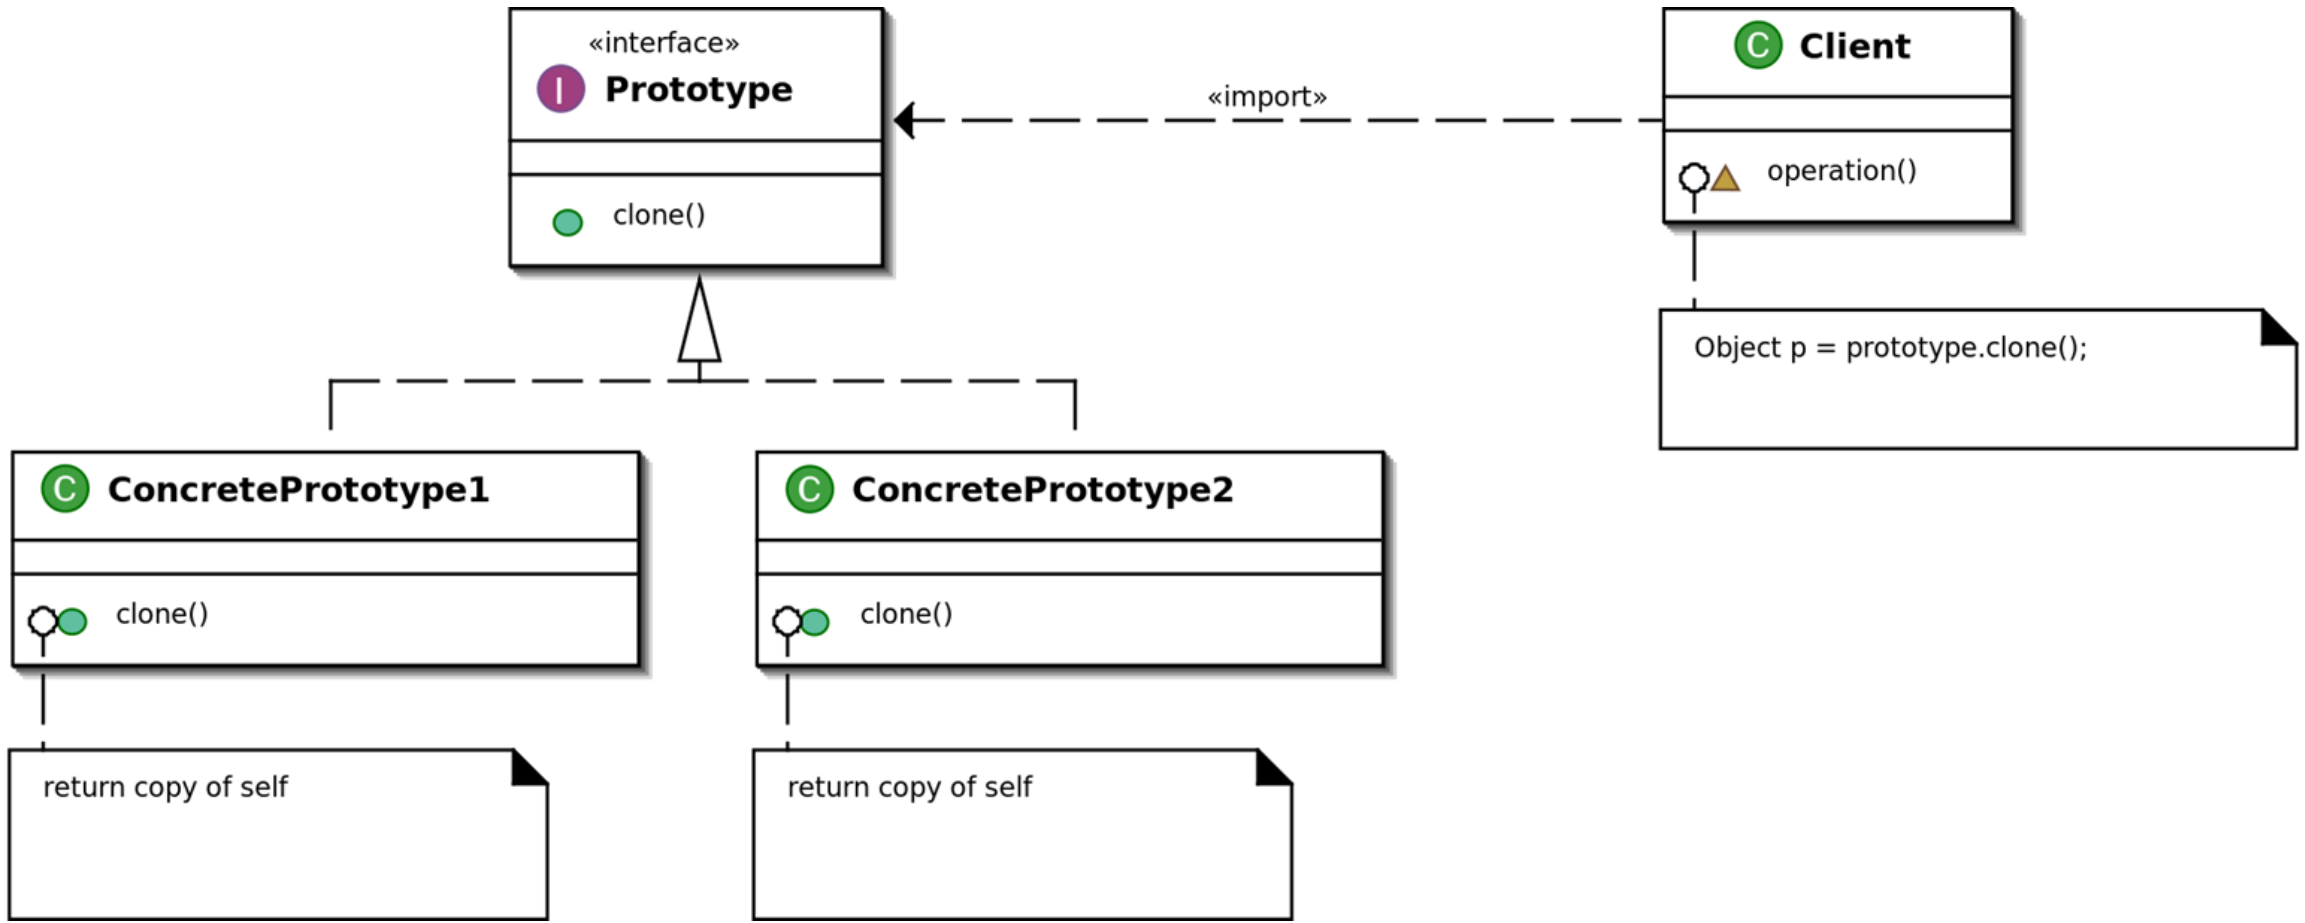 «interface»
I Prototype
clone()
«import»
C Client
operation()
Object p = prototype.clone();
C ConcretePrototype1
clone()
return copy of self
C ConcretePrototype2
clone()
return copy of self